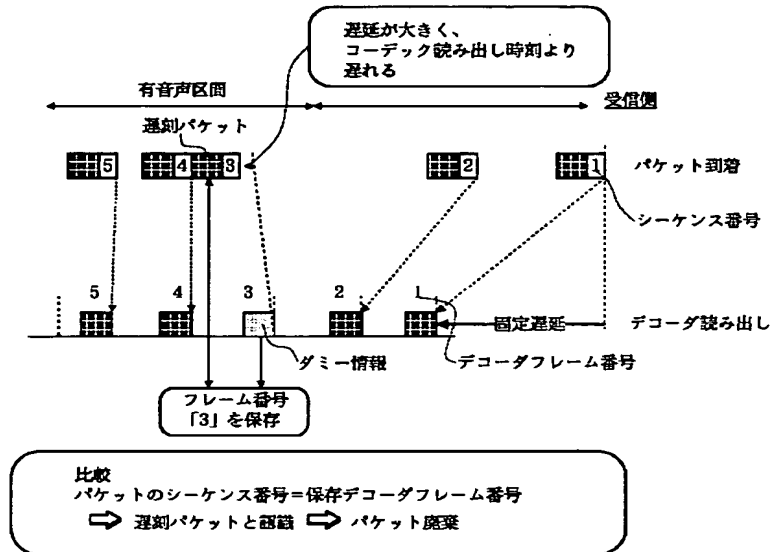 遅延が大きく、
コーデック読み出し時刻より
遅れる
有音声区間
受信側
遅刻パケット
5 4 3 2 1
パケット到着
シーケンス番号
5 4 3 2 1
固定遅延
デコーダ読み出し
ダミー情報
デコーダフレーム番号
フレーム番号
「3」を保存
比較
パケットのシーケンス番号=保存デコーダフレーム番号
⇨ 遅刻パケットと認識 ⇨ パケット廃棄